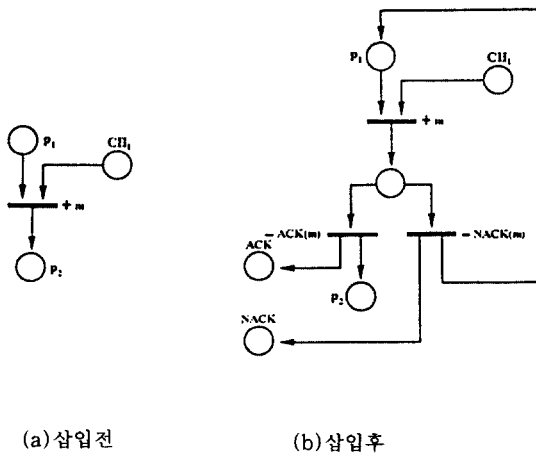 p₁
CH₁
+ m
p₂
(a)삽입전
p₁
CH₁
+ m
– ACK(m)
– NACK(m)
ACK
p₂
NACK
(b)삽입후